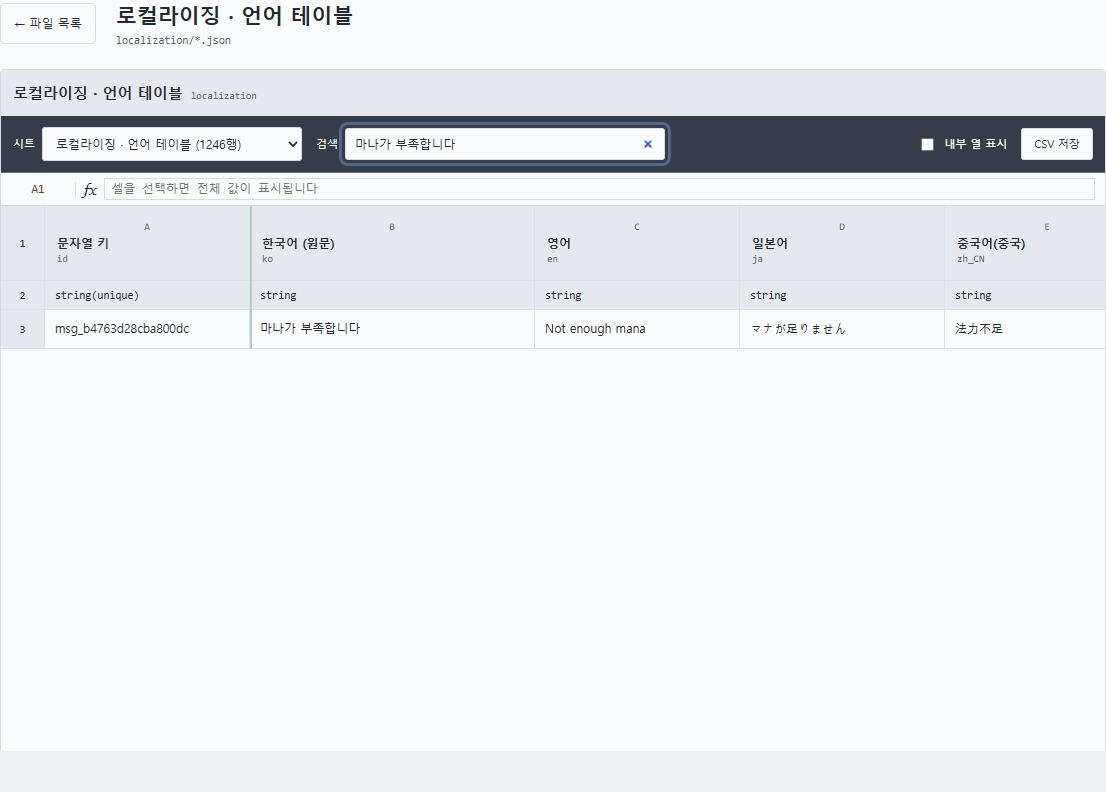 ← 파일 목록
로컬라이징 · 언어 테이블
localization/*.json
로컬라이징 · 언어 테이블 localization
시트 로컬라이징 · 언어 테이블 (1246행) 검색 마나가 부족합니다 × 내부 열 표시 CSV 저장
A1 fx 셀을 선택하면 전체 값이 표시됩니다
A B C D E
1 문자열 키 한국어 (원문) 영어 일본어 중국어(중국)
id ko en ja zh_CN
2 string(unique) string string string string
3 msg_b4763d28cba800dc 마나가 부족합니다 Not enough mana マナが足りません 法力不足